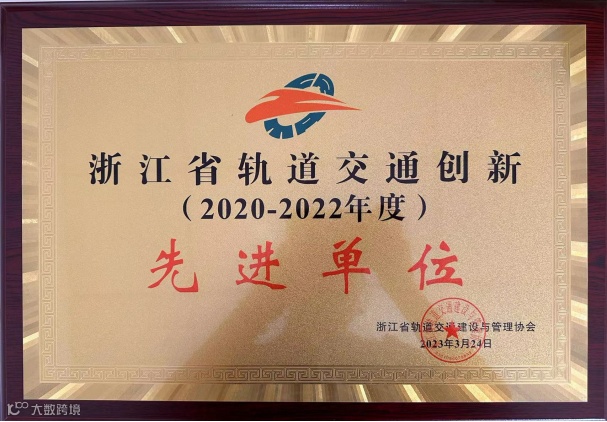 浙江省轨道交通创新
（2020-2022年度）
先进单位
浙江省轨道交通建设与管理协会
2023年3月24日
大数跨境